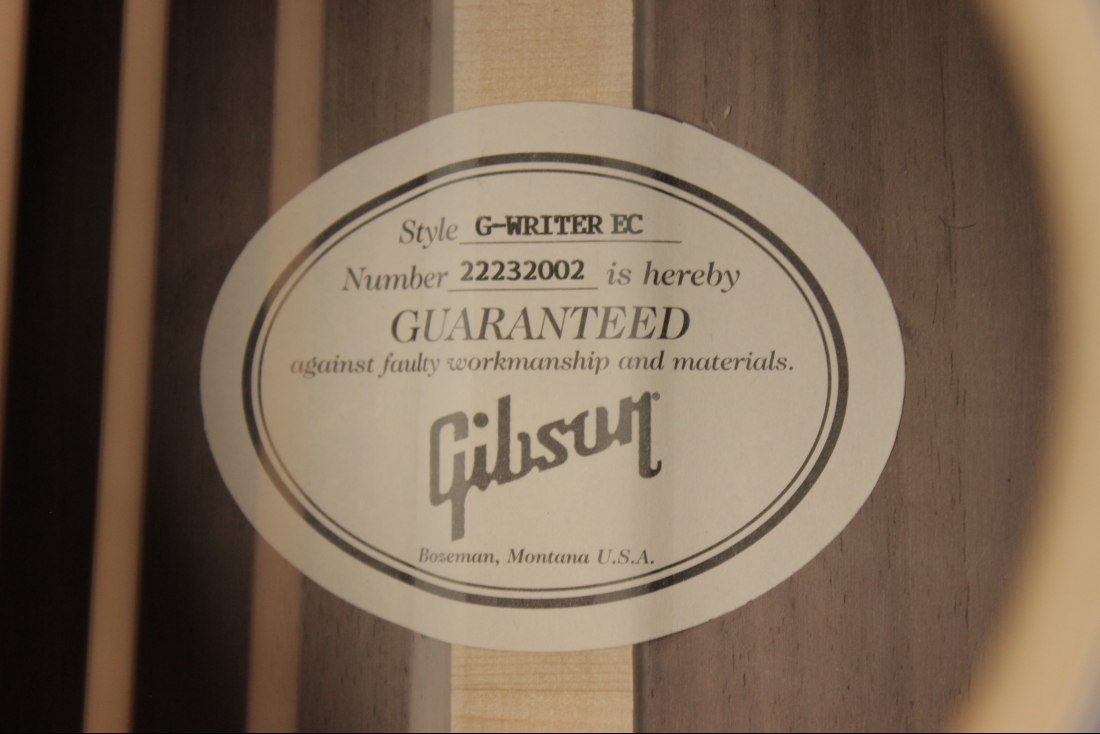 Style G-WRITER EC
Number 22232002 is hereby
GUARANTEED
against faulty workmanship and materials.
Gibson
Bozeman, Montana U.S.A.